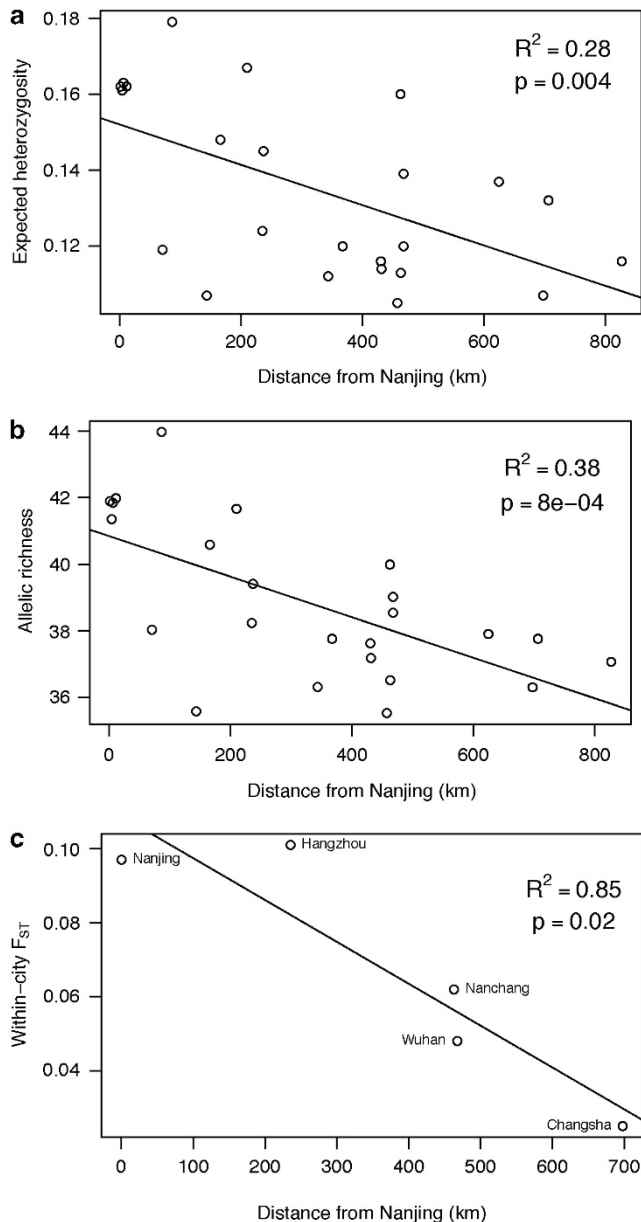 a
0.18
0.16
0.14
0.12
Expected heterozygosity
R² = 0.28
p = 0.004
0 200 400 600 800
Distance from Nanjing (km)
b
44
42
40
38
36
Allelic richness
R² = 0.38
p = 8e−04
0 200 400 600 800
Distance from Nanjing (km)
c
0.10
0.08
0.06
0.04
Within−city FST
Nanjing
Hangzhou
R² = 0.85
p = 0.02
Nanchang
Wuhan
Changsha
0 100 200 300 400 500 600 700
Distance from Nanjing (km)